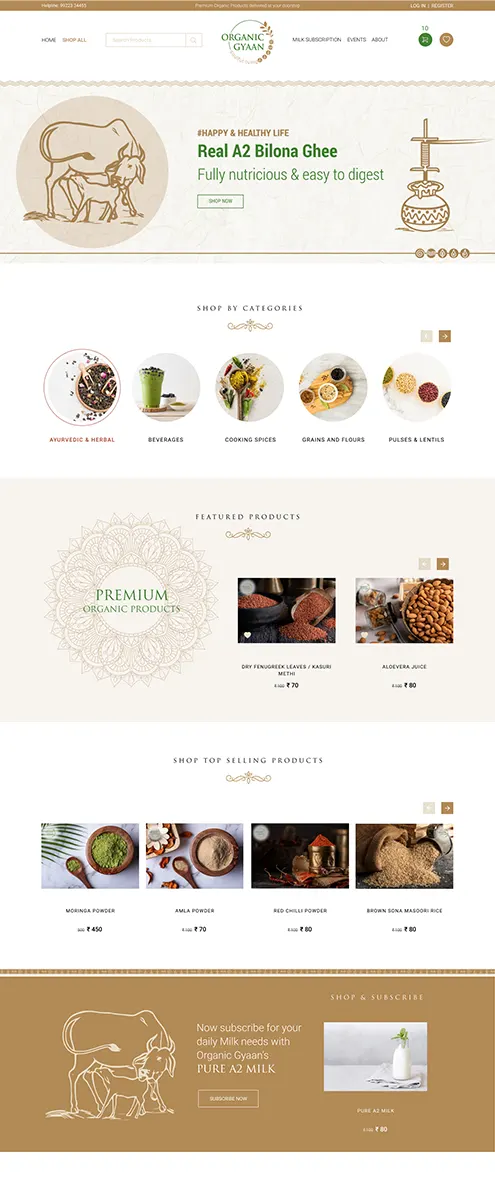 Helpline: 89223 24465
Premium Organic Products delivered at your doorstep
LOG IN | REGISTER
HOME
SHOP ALL
Search Products
ORGANIC
GYAAN
MILK SUBSCRIPTION
EVENTS
ABOUT
10
#HAPPY & HEALTHY LIFE
Real A2 Bilona Ghee
Fully nutricious & easy to digest
SHOP NOW
SHOP BY CATEGORIES
AYURVEDIC & HERBAL
BEVERAGES
COOKING SPICES
GRAINS AND FLOURS
PULSES & LENTILS
FEATURED PRODUCTS
PREMIUM
ORGANIC PRODUCTS
DRY FENUGREEK LEAVES / KASURI
METHI
₹ 100 ₹ 70
ALOEVERA JUICE
₹ 100 ₹ 80
SHOP TOP SELLING PRODUCTS
MORINGA POWDER
500 ₹ 450
AMLA POWDER
₹ 100 ₹ 70
RED CHILLI POWDER
₹ 100 ₹ 80
BROWN SONA MASOORI RICE
₹ 100 ₹ 80
Now subscribe for your
daily Milk needs with
Organic Gyaan's
PURE A2 MILK
SUBSCRIBE NOW
SHOP & SUBSCRIBE
PURE A2 MILK
₹ 100 ₹ 80